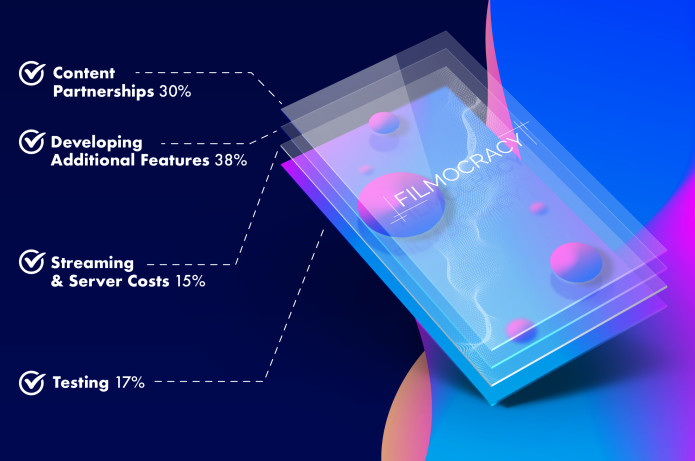 Content
Partnerships 30%
Developing
Additional Features 38%
Streaming
& Server Costs 15%
Testing 17%
FILMOCRACY